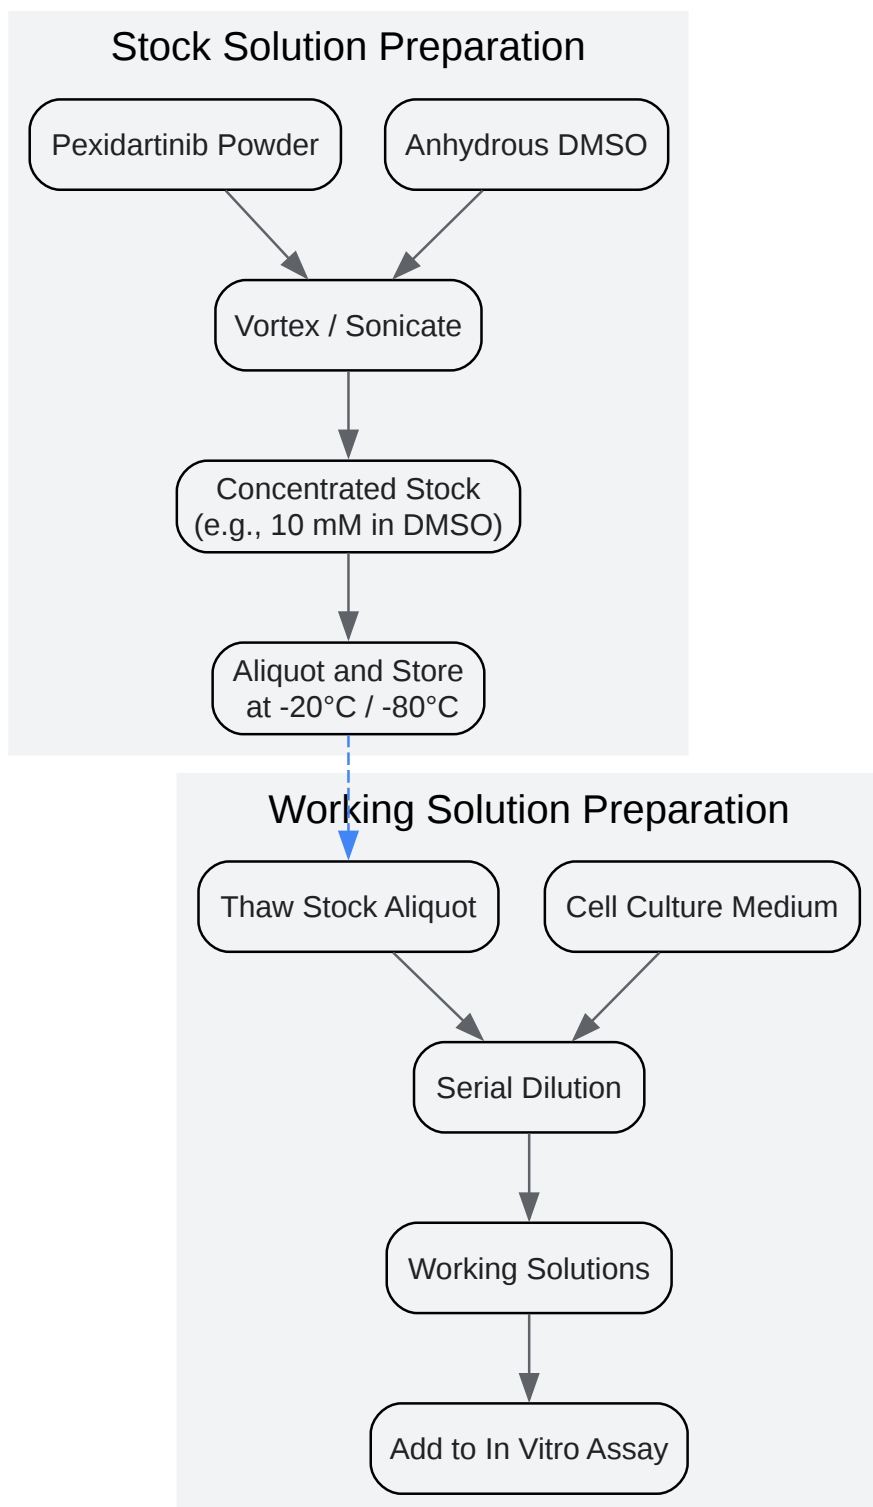 Stock Solution Preparation
Pexidartinib Powder
Anhydrous DMSO
Vortex / Sonicate
Concentrated Stock
(e.g., 10 mM in DMSO)
Aliquot and Store
at -20°C / -80°C
Working Solution Preparation
Thaw Stock Aliquot
Cell Culture Medium
Serial Dilution
Working Solutions
Add to In Vitro Assay